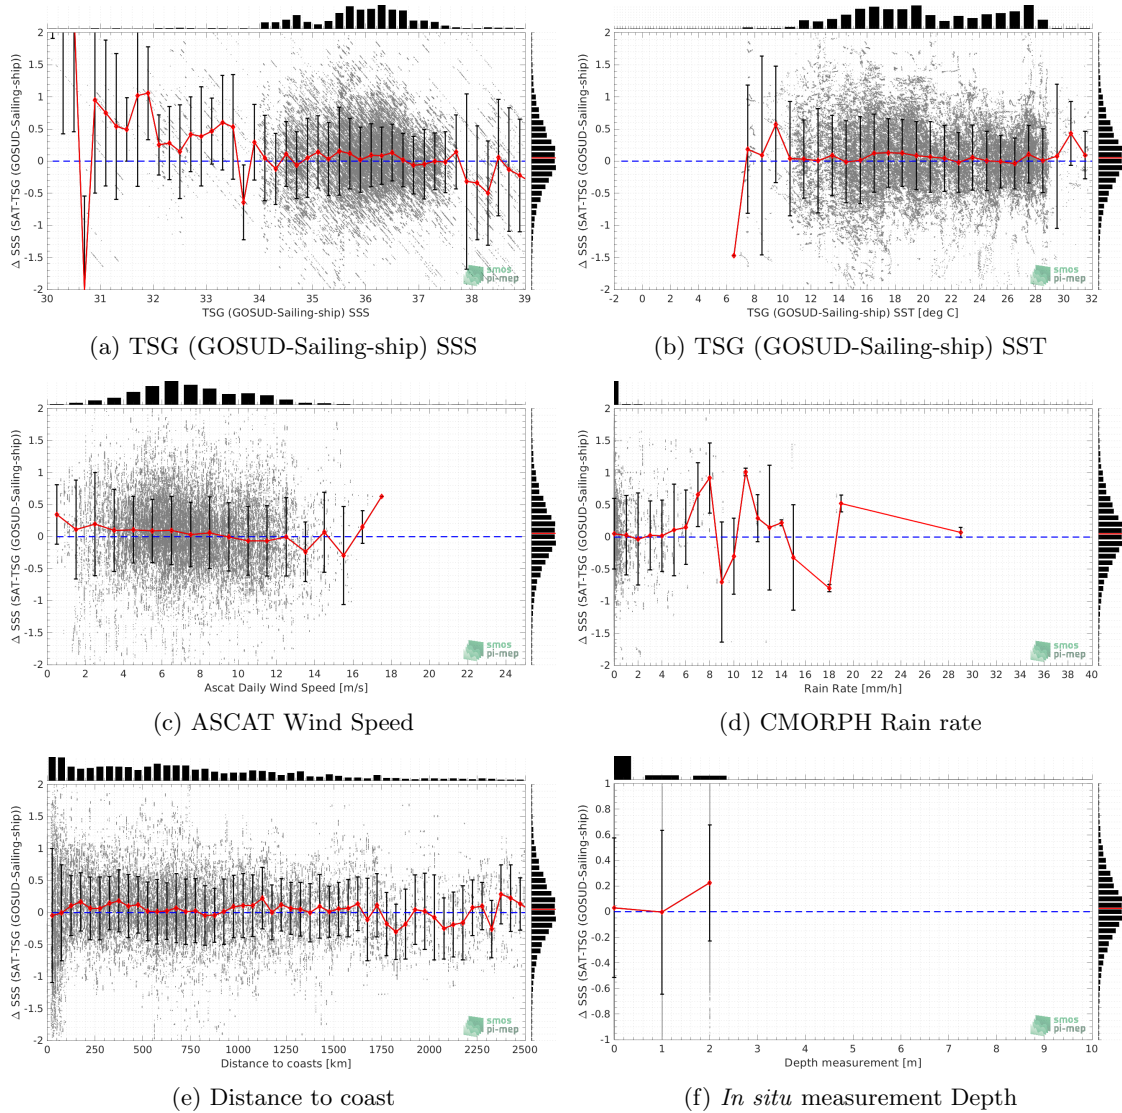 Δ SSS (SAT-TSG (GOSUD-Sailing-ship))
2
1.5
1
0.5
0
-0.5
-1
-1.5
-2
30 31 32 33 34 35 36 37 38 39
TSG (GOSUD-Sailing-ship) SSS
smos
pi-mep
(a) TSG (GOSUD-Sailing-ship) SSS
Δ SSS (SAT-TSG (GOSUD-Sailing-ship))
2
1.5
1
0.5
0
-0.5
-1
-1.5
-2
-2 0 2 4 6 8 10 12 14 16 18 20 22 24 26 28 30 32
TSG (GOSUD-Sailing-ship) SST [deg C]
smos
pi-mep
(b) TSG (GOSUD-Sailing-ship) SST
Δ SSS (SAT-TSG (GOSUD-Sailing-ship))
2
1.5
1
0.5
0
-0.5
-1
-1.5
-2
0 2 4 6 8 10 12 14 16 18 20 22 24
Ascat Daily Wind Speed [m/s]
smos
pi-mep
(c) ASCAT Wind Speed
Δ SSS (SAT-TSG (GOSUD-Sailing-ship))
2
1.5
1
0.5
0
-0.5
-1
-1.5
-2
0 2 4 6 8 10 12 14 16 18 20 22 24 26 28 30 32 34 36 38 40
Rain Rate [mm/h]
smos
pi-mep
(d) CMORPH Rain rate
Δ SSS (SAT-TSG (GOSUD-Sailing-ship))
2
1.5
1
0.5
0
-0.5
-1
-1.5
-2
0 250 500 750 1000 1250 1500 1750 2000 2250 2500
Distance to coasts [km]
smos
pi-mep
(e) Distance to coast
Δ SSS (SAT-TSG (GOSUD-Sailing-ship))
1
0.8
0.6
0.4
0.2
0
-0.2
-0.4
-0.6
-0.8
-1
0 1 2 3 4 5 6 7 8 9 10
Depth measurement [m]
smos
pi-mep
(f) In situ measurement Depth